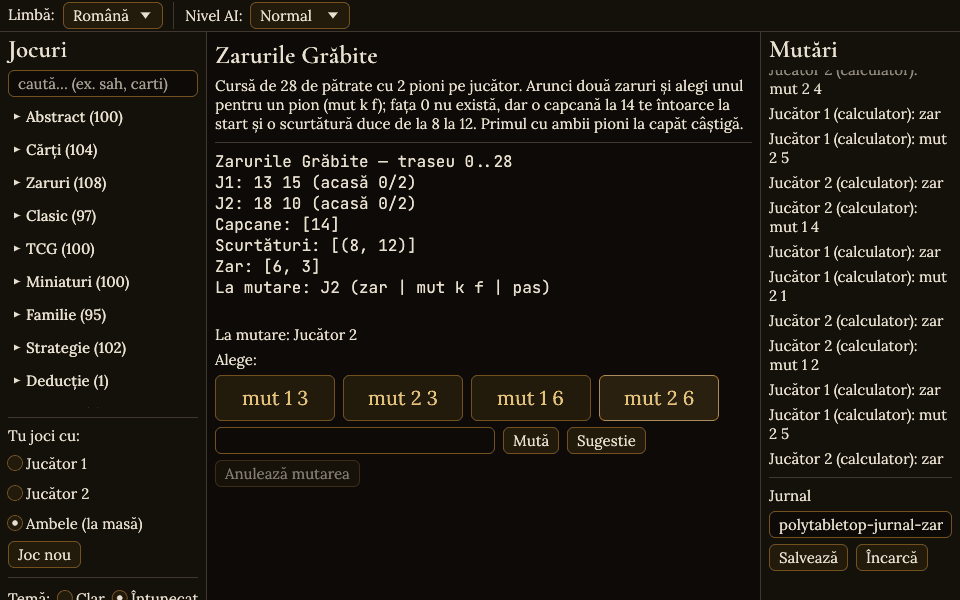 Limbă: Română ▼ Nivel AI: Normal ▼
Jocuri
caută... (ex. sah, carti)
▸ Abstract (100)
▸ Cărți (104)
▸ Zaruri (108)
▸ Clasic (97)
▸ TCG (100)
▸ Miniaturi (100)
▸ Familie (95)
▸ Strategie (102)
▸ Deducție (1)
Tu joci cu:
Jucător 1
Jucător 2
Ambele (la masă)
Joc nou
Temă: Clar Întunecat
Zarurile Grăbite
Cursă de 28 de pătrate cu 2 pioni pe jucător. Arunci două zaruri și alegi unul
pentru un pion (mut k f); fața 0 nu există, dar o capcană la 14 te întoarce la
start și o scurtătură duce de la 8 la 12. Primul cu ambii pioni la capăt câștigă.
Zarurile Grăbite — traseu 0..28
J1: 13 15 (acasă 0/2)
J2: 18 10 (acasă 0/2)
Capcane: [14]
Scurtături: [(8, 12)]
Zar: [6, 3]
La mutare: J2 (zar | mut k f | pas)
La mutare: Jucător 2
Alege:
mut 1 3 mut 2 3 mut 1 6 mut 2 6
Mută Sugestie
Anulează mutarea
Mutări
Jucător 2 (calculator):
mut 2 4
Jucător 1 (calculator): zar
Jucător 1 (calculator): mut
2 5
Jucător 2 (calculator): zar
Jucător 2 (calculator):
mut 1 4
Jucător 1 (calculator): zar
Jucător 1 (calculator): mut
2 1
Jucător 2 (calculator): zar
Jucător 2 (calculator):
mut 1 2
Jucător 1 (calculator): zar
Jucător 1 (calculator): mut
2 5
Jucător 2 (calculator): zar
Jurnal
polytabletop-jurnal-zar
Salvează Încarcă